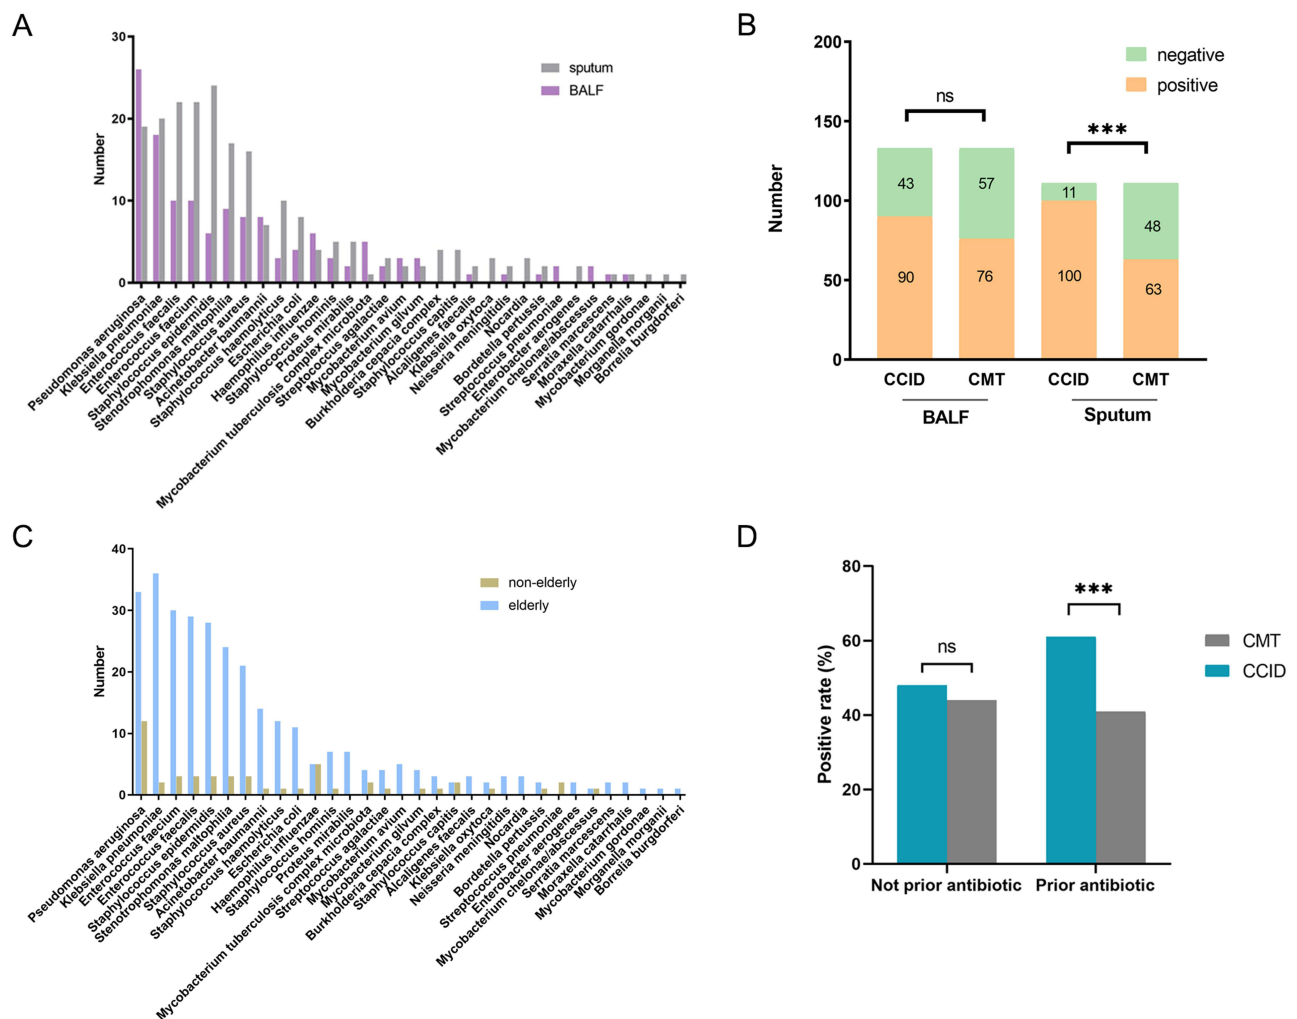 A
30
20
10
0
Number
sputum
BALF
Pseudomonas aeruginosa
Klebsiella pneumoniae
Enterococcus faecalis
Enterococcus faecium
Staphylococcus epidermidis
Stenotrophomonas maltophilia
Staphylococcus aureus
Acinetobacter baumannii
Staphylococcus haemolyticus
Escherichia coli
Haemophilus influenzae
Staphylococcus hominis
Proteus mirabilis
Mycobacterium tuberculosis complex microbiota
Streptococcus agalactiae
Mycobacterium avium
Mycobacterium gilvum
Burkholderia cepacia complex
Staphylococcus capitis
Alcaligenes faecalis
Klebsiella oxytoca
Neisseria meningitidis
Nocardia
Bordetella pertussis
Streptococcus pneumoniae
Enterobacter aerogenes
Mycobacterium chelonae/abscessus
Serratia marcescens
Moraxella catarrhalis
Mycobacterium gordonae
Morganella morganii
Borrelia burgdorferi
B
200
150
100
50
0
Number
negative
positive
ns
***
43
57
11
48
90
76
100
63
CCID
CMT
CCID
CMT
BALF
Sputum
C
40
30
20
10
0
Number
non-elderly
elderly
Pseudomonas aeruginosa
Klebsiella pneumoniae
Enterococcus faecium
Enterococcus faecalis
Staphylococcus epidermidis
Stenotrophomonas maltophilia
Staphylococcus aureus
Acinetobacter baumannii
Staphylococcus haemolyticus
Escherichia coli
Haemophilus influenzae
Staphylococcus hominis
Proteus mirabilis
Mycobacterium tuberculosis complex microbiota
Streptococcus agalactiae
Mycobacterium avium
Mycobacterium gilvum
Burkholderia cepacia complex
Staphylococcus capitis
Alcaligenes faecalis
Klebsiella oxytoca
Neisseria meningitidis
Nocardia
Bordetella pertussis
Streptococcus pneumoniae
Enterobacter aerogenes
Mycobacterium chelonae/abscessus
Serratia marcescens
Moraxella catarrhalis
Mycobacterium gordonae
Morganella morganii
Borrelia burgdorferi
D
80
60
40
20
0
Positive rate (%)
ns
***
CMT
CCID
Not prior antibiotic
Prior antibiotic